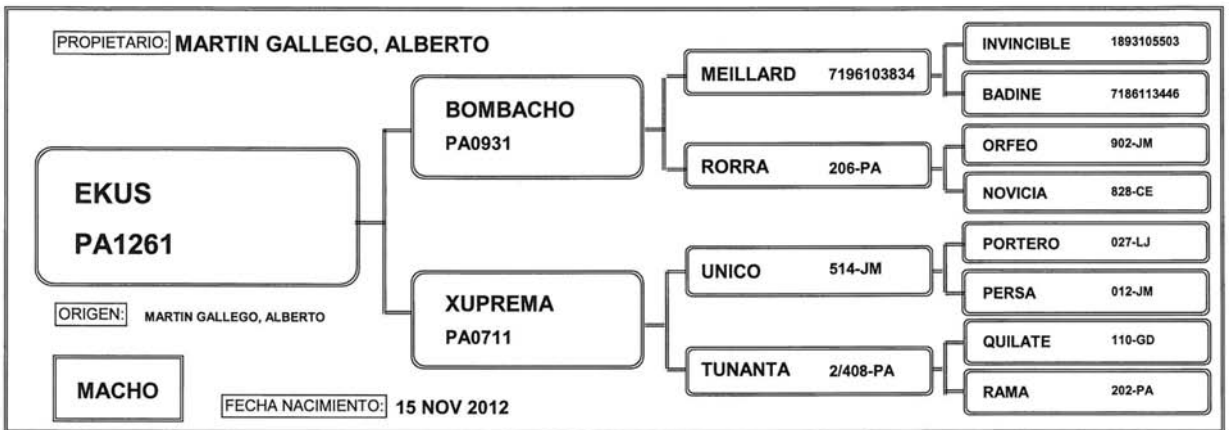 PROPIETARIO: MARTIN GALLEGO, ALBERTO
EKUS
PA1261
ORIGEN: MARTIN GALLEGO, ALBERTO
MACHO
FECHA NACIMIENTO: 15 NOV 2012
BOMBACHO
PA0931
XUPREMA
PA0711
MEILLARD 7196103834
RORRA 206-PA
UNICO 514-JM
TUNANTA 2/408-PA
INVINCIBLE 1893105503
BADINE 7186113446
ORFEO 902-JM
NOVICIA 828-CE
PORTERO 027-LJ
PERSA 012-JM
QUILATE 110-GD
RAMA 202-PA